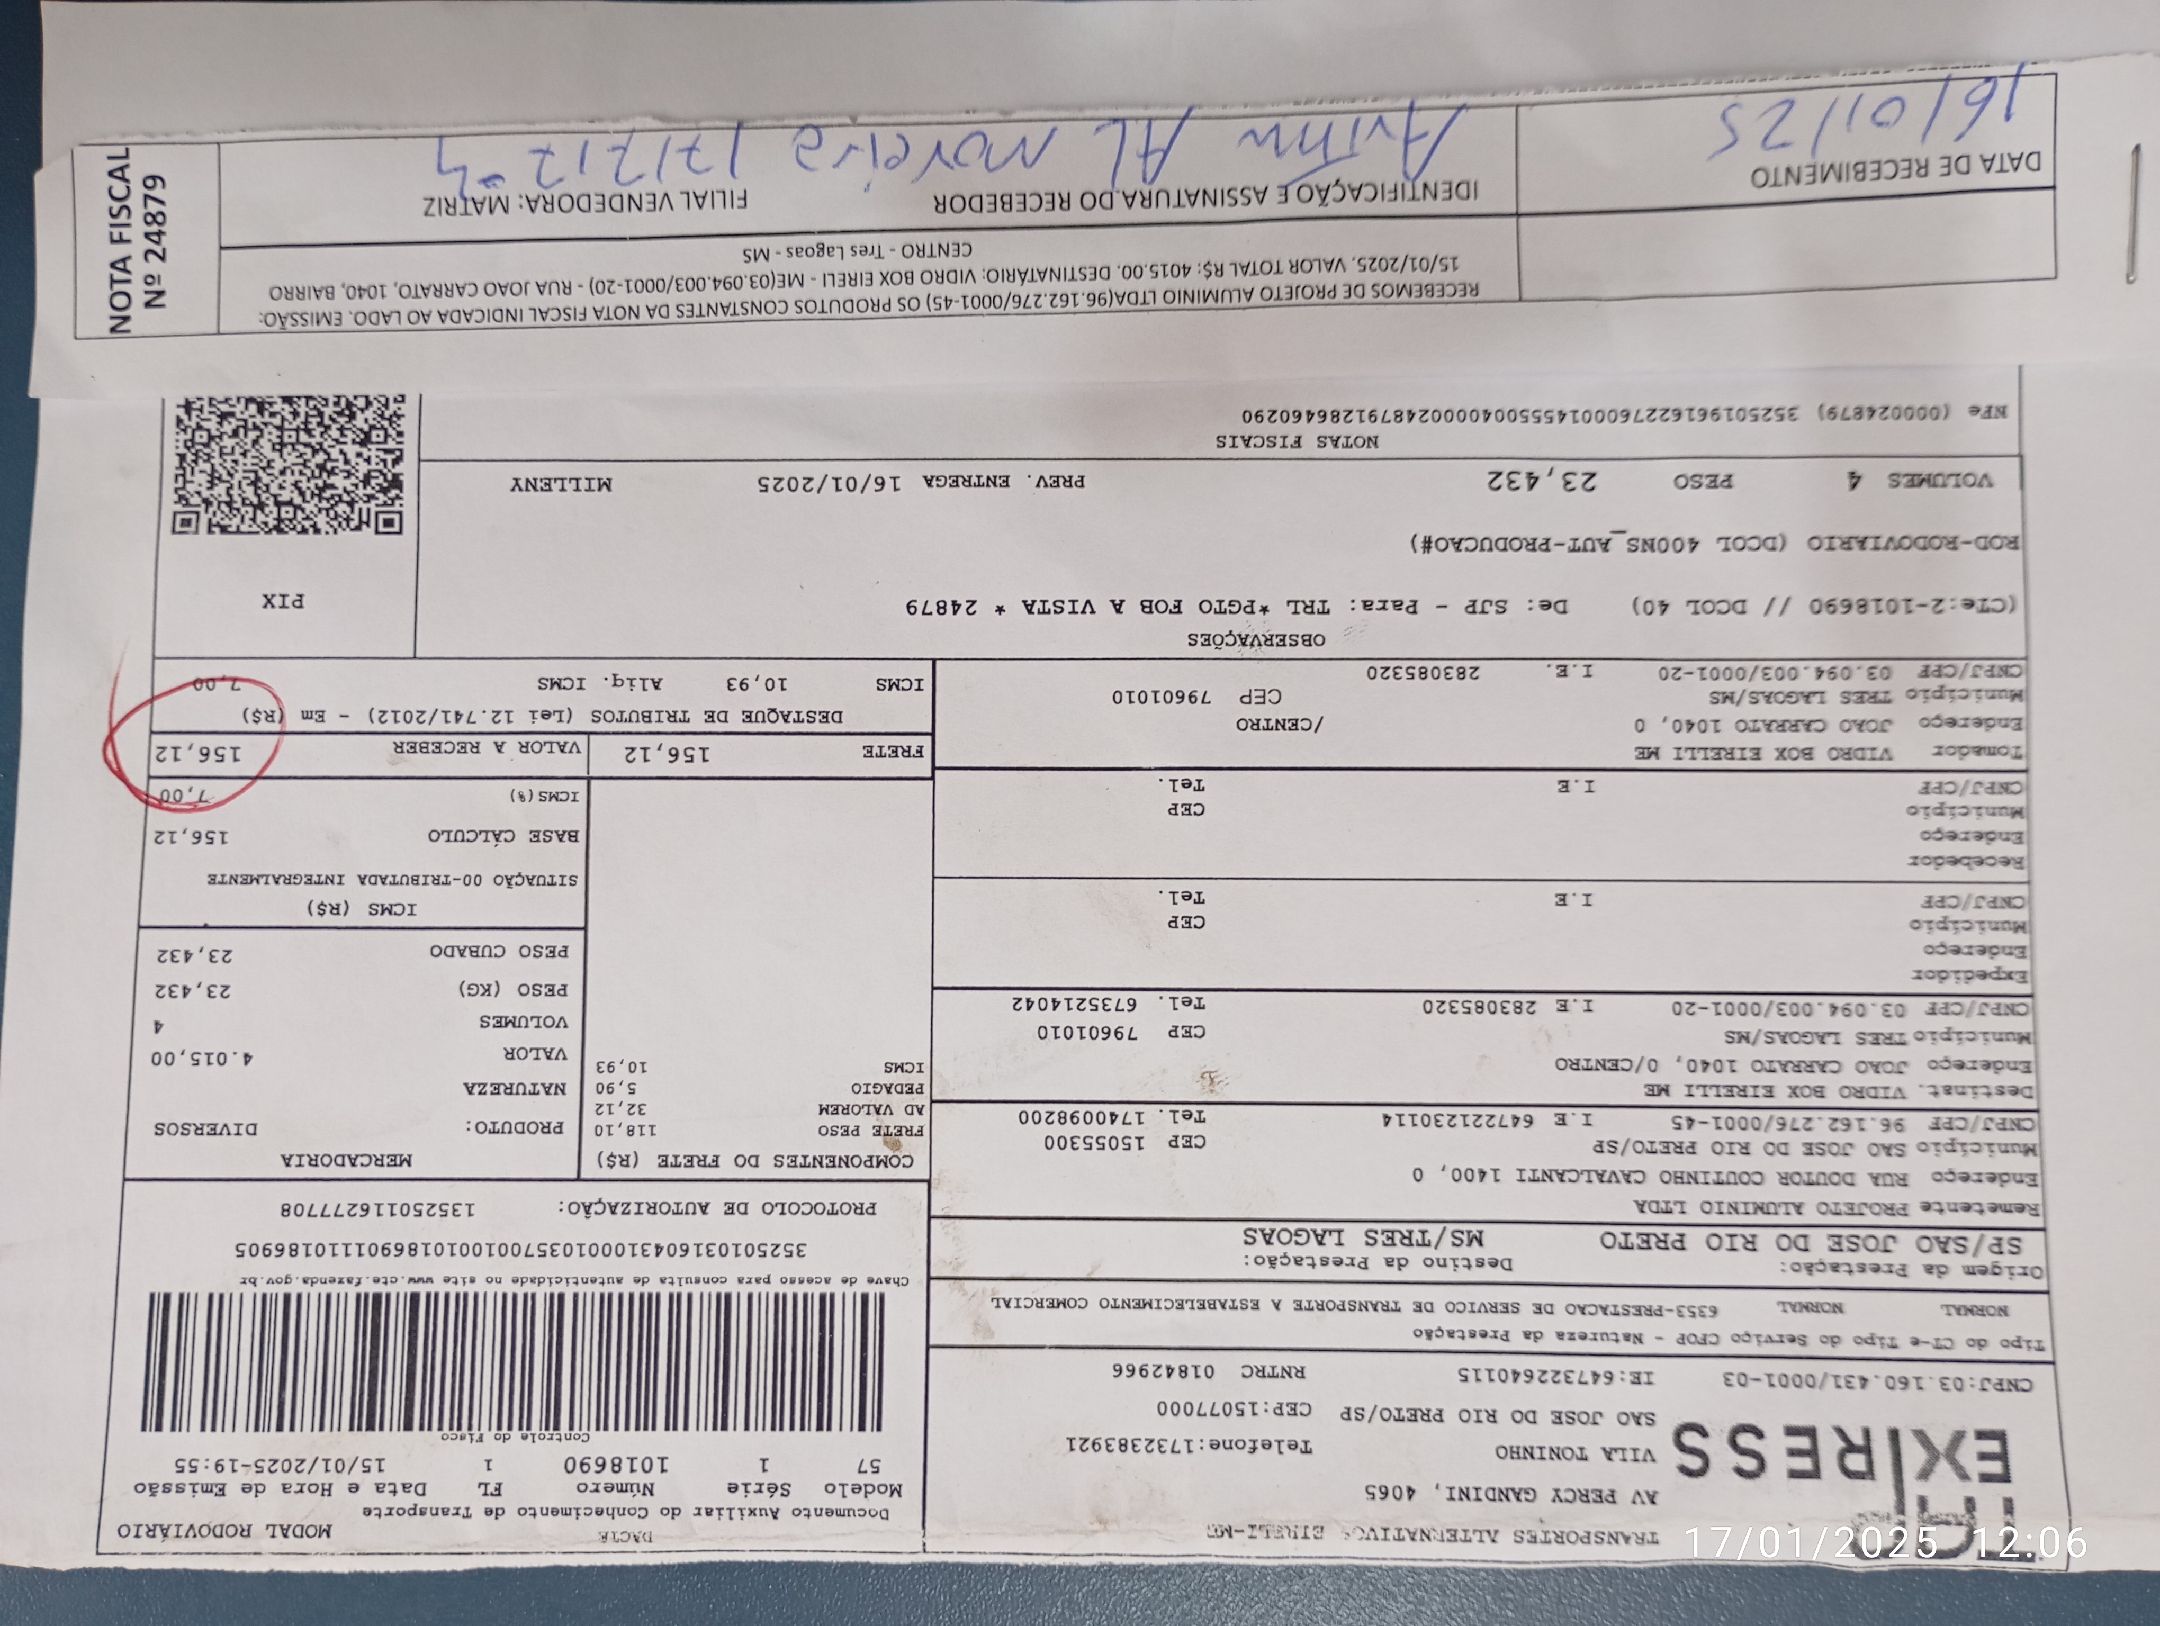 TRANSPORTES ALTERNATIVOS EIRELI-ME
AV PERCY GANDINI, 4065
VILA TONINHO Telefone:1732383921
SAO JOSE DO RIO PRETO/SP CEP:15077000
EXPRESS
CNPJ:03.160.431/0001-03 IE:647322640115 RNTRC 01842966
Tipo do CT-e Tipo do Serviço CFOP - Natureza da Prestação
NORMAL NORMAL 6353-PRESTACAO DE SERVICO DE TRANSPORTE A ESTABELECIMENTO COMERCIAL
Origem da Prestação: Destino da Prestação:
SP/SAO JOSE DO RIO PRETO MS/TRES LAGOAS
Remetente PROJETO ALUMINIO LTDA
Endereço RUA DOUTOR COUTINHO CAVALCANTI 1400, 0
Município SAO JOSE DO RIO PRETO/SP CEP 15055300
CNPJ/CPF 96.162.276/0001-45 I.E 647221230114 Tel. 1740098200
Destinat. VIDRO BOX EIRELLI ME
Endereço JOAO CARRATO 1040, 0/CENTRO
Município TRES LAGOAS/MS CEP 79601010
CNPJ/CPF 03.094.003/0001-20 I.E 283085320 Tel. 6735214042
Expedidor
Endereço
Município CEP
CNPJ/CPF I.E Tel.
Recebedor
Endereço
Município CEP
CNPJ/CPF I.E Tel.
Tomador VIDRO BOX EIRELLI ME
Endereço JOAO CARRATO 1040, 0 /CENTRO
Município TRES LAGOAS/MS CEP 79601010
CNPJ/CPF 03.094.003/0001-20 I.E. 283085320
DACTE MODAL RODOVIÁRIO
Documento Auxiliar do Conhecimento de Transporte
Modelo Série Número FL Data e Hora de Emissão
57 1 1018690 1 15/01/2025-19:55
Controle do Fisco
Chave de acesso para consulta de autenticidade no site www.cte.fazenda.gov.br
35250103160431000103570010010186901110186905
PROTOCOLO DE AUTORIZAÇÃO: 135250116277708
COMPONENTES DO FRETE (R$)
FRETE PESO 118,10
AD VALOREM 32,12
PEDAGIO 5,90
ICMS 10,93
MERCADORIA
PRODUTO: DIVERSOS
NATUREZA
VALOR 4.015,00
VOLUMES 4
PESO (KG) 23,432
PESO CUBADO 23,432
ICMS (R$)
SITUAÇÃO 00-TRIBUTADA INTEGRALMENTE
BASE CÁLCULO 156,12
ICMS(%) 7,00
FRETE 156,12 VALOR A RECEBER 156,12
DESTAQUE DE TRIBUTOS (Lei 12.741/2012) - Em (R$)
ICMS 10,93 Aliq. ICMS 7,00
OBSERVAÇÕES
(CTe:2-1018690 // DCOL 40) De: SJP - Para: TRL *PGTO FOB A VISTA * 24879
ROD-RODOVIARIO (DCOL 400NS_AUT-PRODUCAO#)
PIX
VOLUMES 4 PESO 23,432 PREV. ENTREGA 16/01/2025 MILLENY
NOTAS FISCAIS
NFe (000024879) 35250196162276000145550040000248791286460290
RECEBEMOS DE PROJETO ALUMINIO LTDA(96.162.276/0001-45) OS PRODUTOS CONSTANTES DA NOTA FISCAL INDICADA AO LADO. EMISSÃO:
15/01/2025. VALOR TOTAL R$: 4015.00. DESTINATÁRIO: VIDRO BOX EIRELI - ME(03.094.003/0001-20) - RUA JOAO CARRATO, 1040, BAIRRO
CENTRO - Tres Lagoas - MS
NOTA FISCAL
Nº 24879
DATA DE RECEBIMENTO
16/01/25
IDENTIFICAÇÃO E ASSINATURA DO RECEBEDOR FILIAL VENDEDORA: MATRIZ
AL Moreira
17/01/2025 12:06